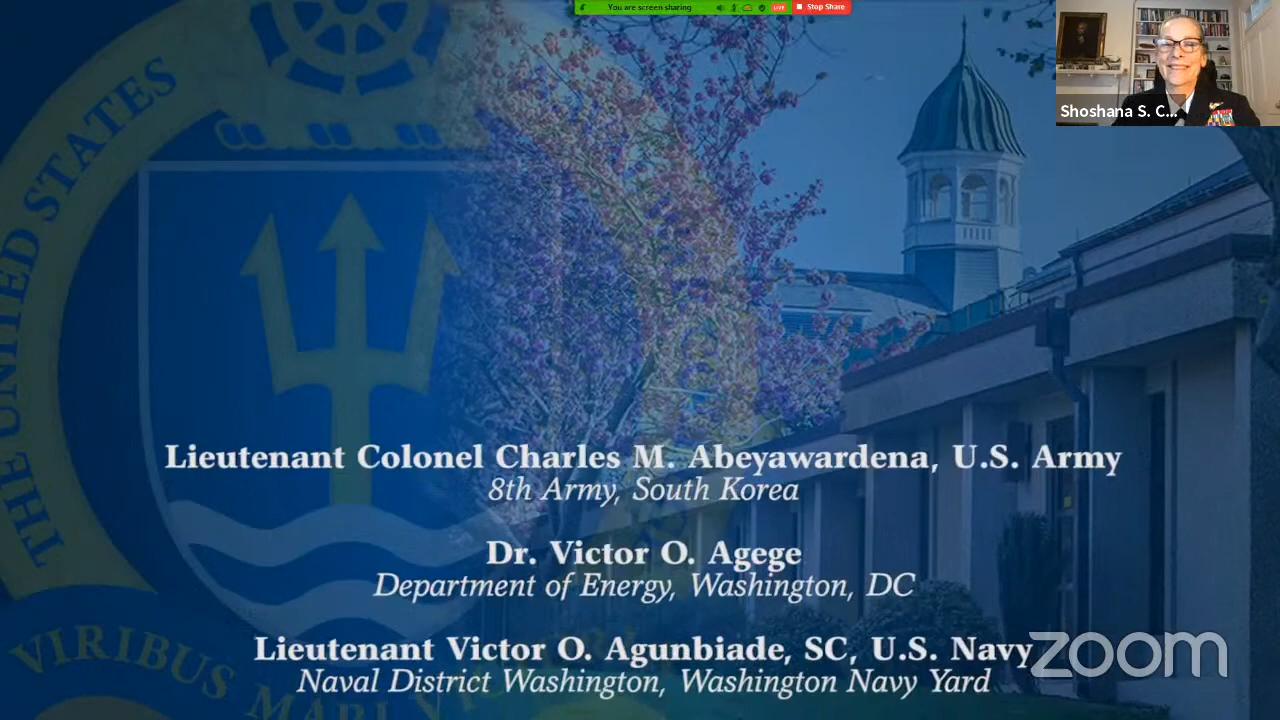 You are screen sharing
LIVE
Stop Share
Shoshana S. C...
THE UNITED STATES
Lieutenant Colonel Charles M. Abeyawardena, U.S. Army
8th Army, South Korea
Dr. Victor O. Agege
Department of Energy, Washington, DC
Lieutenant Victor O. Agunbiade, SC, U.S. Navy
Naval District Washington, Washington Navy Yard
VIRIBUS
zoom